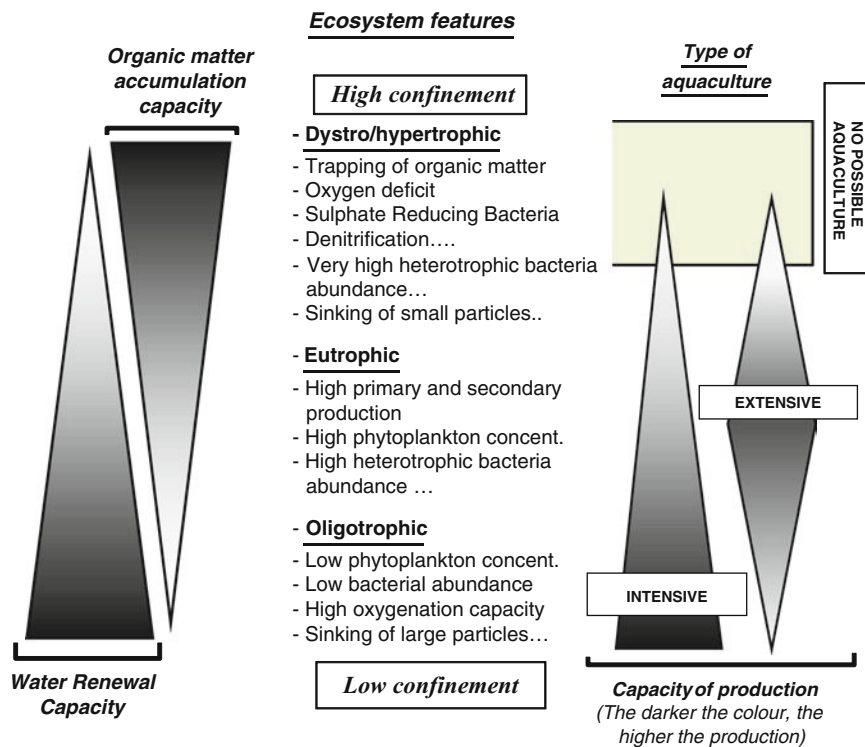 Ecosystem features
Organic matter
accumulation
capacity
High confinement
- Dystro/hypertrophic
- Trapping of organic matter
- Oxygen deficit
- Sulphate Reducing Bacteria
- Denitrification....
- Very high heterotrophic bacteria
abundance...
- Sinking of small particles..
- Eutrophic
- High primary and secondary
production
- High phytoplankton concent.
- High heterotrophic bacteria
abundance ...
- Oligotrophic
- Low phytoplankton concent.
- Low bacterial abundance
- High oxygenation capacity
- Sinking of large particles...
Low confinement
Water Renewal
Capacity
Type of
aquaculture
NO POSSIBLE
AQUACULTURE
EXTENSIVE
INTENSIVE
Capacity of production
(The darker the colour, the
higher the production)